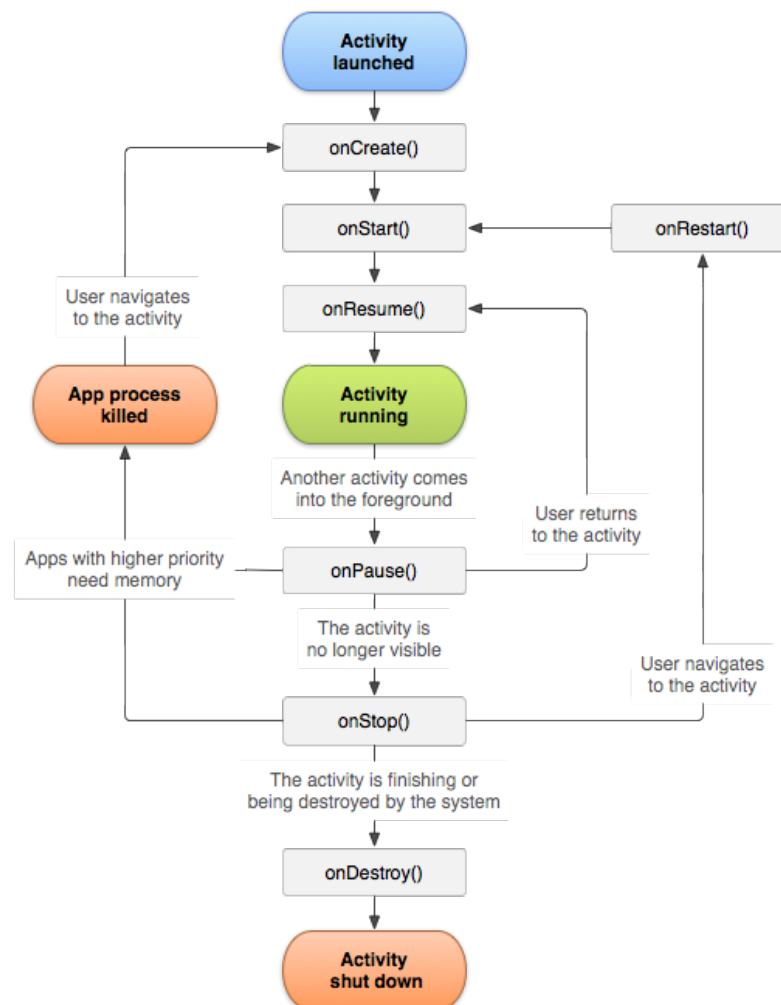 Activity
launched
onCreate()
onStart()
onRestart()
User navigates
to the activity
onResume()
App process
killed
Activity
running
Another activity comes
into the foreground
User returns
to the activity
Apps with higher priority
need memory
onPause()
The activity is
no longer visible
User navigates
to the activity
onStop()
The activity is finishing or
being destroyed by the system
onDestroy()
Activity
shut down